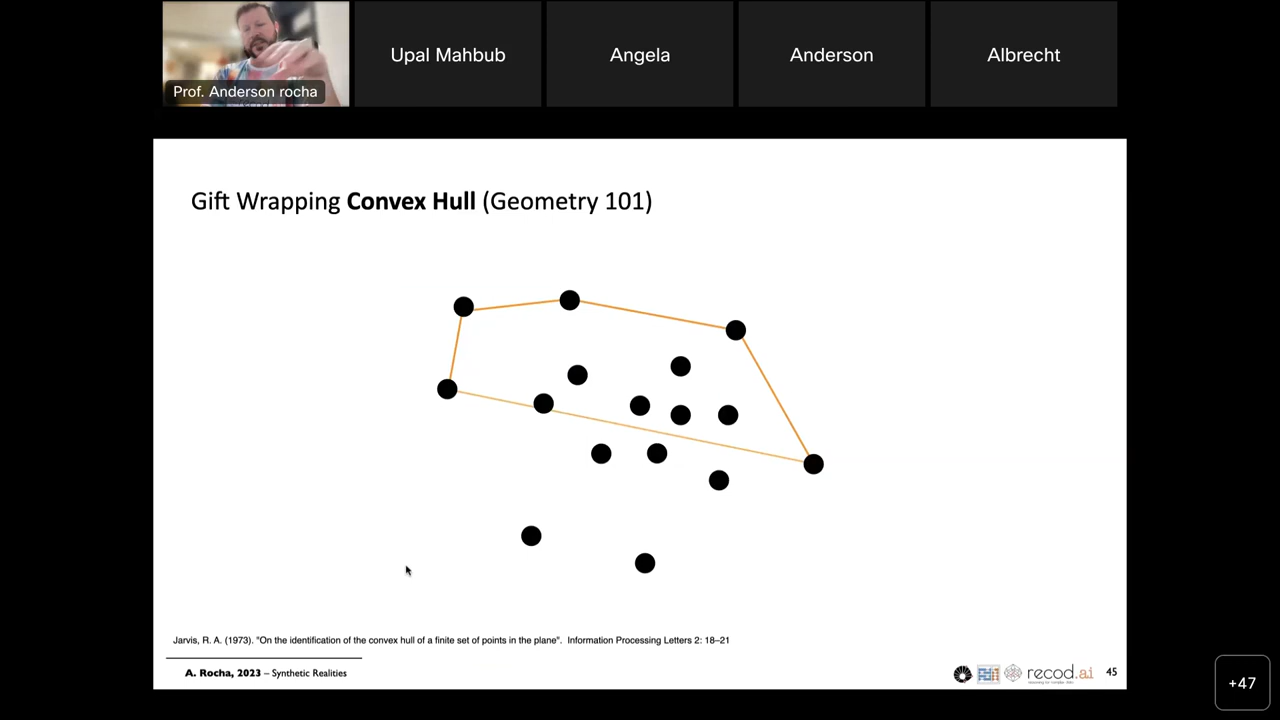 Prof. Anderson rocha
Upal Mahbub
Angela
Anderson
Albrecht
Gift Wrapping Convex Hull (Geometry 101)
Jarvis, R. A. (1973). "On the identification of the convex hull of a finite set of points in the plane". Information Processing Letters 2: 18–21
A. Rocha, 2023 – Synthetic Realities
recod.ai
45
+47